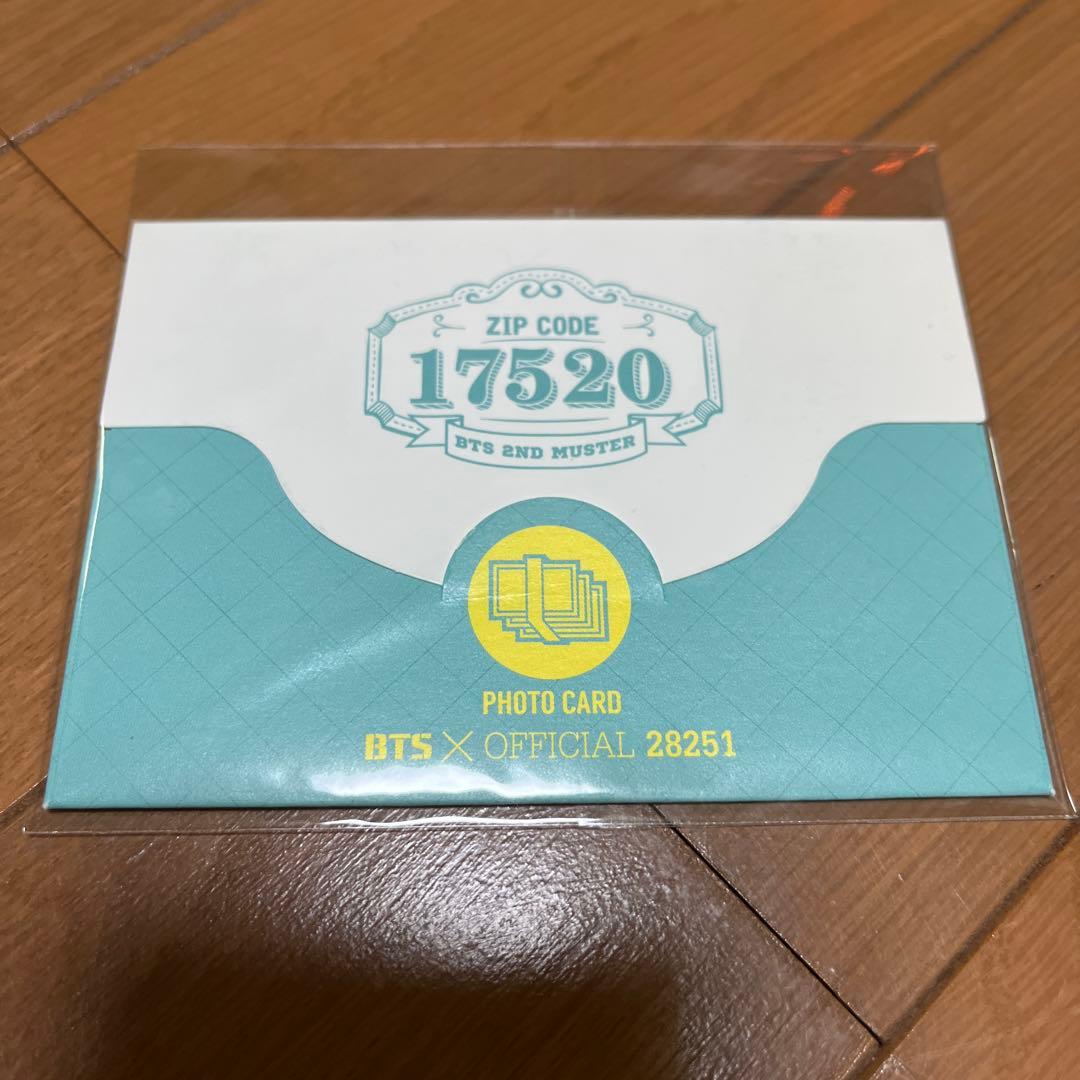 ZIP CODE
17520
BTS 2ND MUSTER
PHOTO CARD
BTS X OFFICIAL 28251